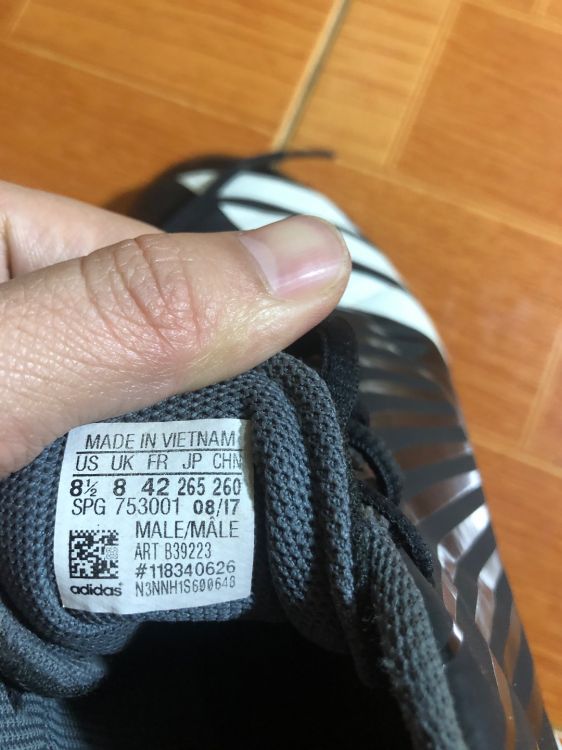 MADE IN VIETNAM
US UK FR JP CHN
8½ 8 42 265 260
SPG 753001 08/17
MALE/MÂLE
ART B39223
#118340626
N3NNH1S600648
adidas